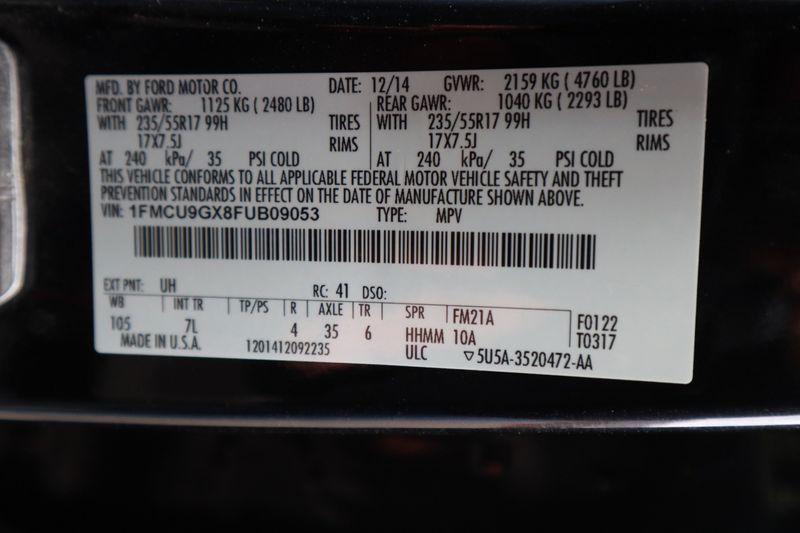 MFD. BY FORD MOTOR CO. DATE: 12/14 GVWR: 2159 KG ( 4760 LB)
FRONT GAWR: 1125 KG ( 2480 LB) REAR GAWR: 1040 KG ( 2293 LB)
WITH 235/55R17 99H TIRES WITH 235/55R17 99H TIRES
17X7.5J RIMS 17X7.5J RIMS
AT 240 kPa/ 35 PSI COLD AT 240 kPa/ 35 PSI COLD
THIS VEHICLE CONFORMS TO ALL APPLICABLE FEDERAL MOTOR VEHICLE SAFETY AND THEFT
PREVENTION STANDARDS IN EFFECT ON THE DATE OF MANUFACTURE SHOWN ABOVE.
VIN: 1FMCU9GX8FUB09053 TYPE: MPV
EXT PNT: UH RC: 41 DSO:
WB INT TR TP/PS R AXLE TR SPR FM21A F0122
105 7L 4 35 6 HHMM 10A T0317
MADE IN U.S.A. 1201412092235 ULC ▽5U5A-3520472-AA